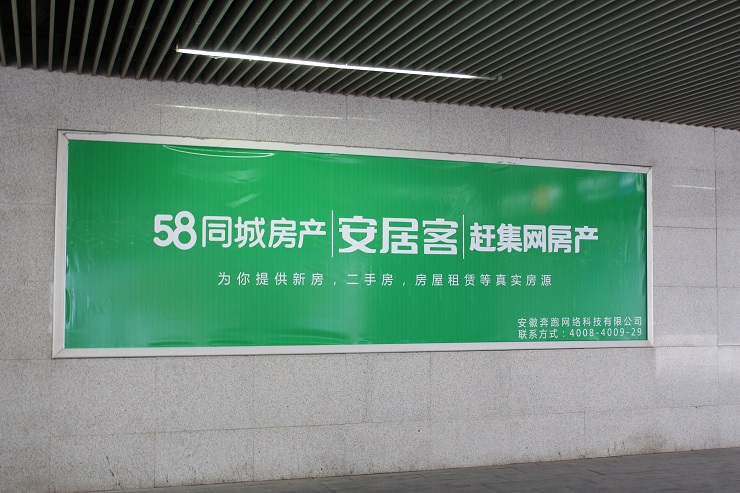 58同城房产|安居客|赶集网房产
为你提供新房，二手房，房屋租赁等真实房源
安徽奔跑网络科技有限公司
联系方式：4008-4009-29